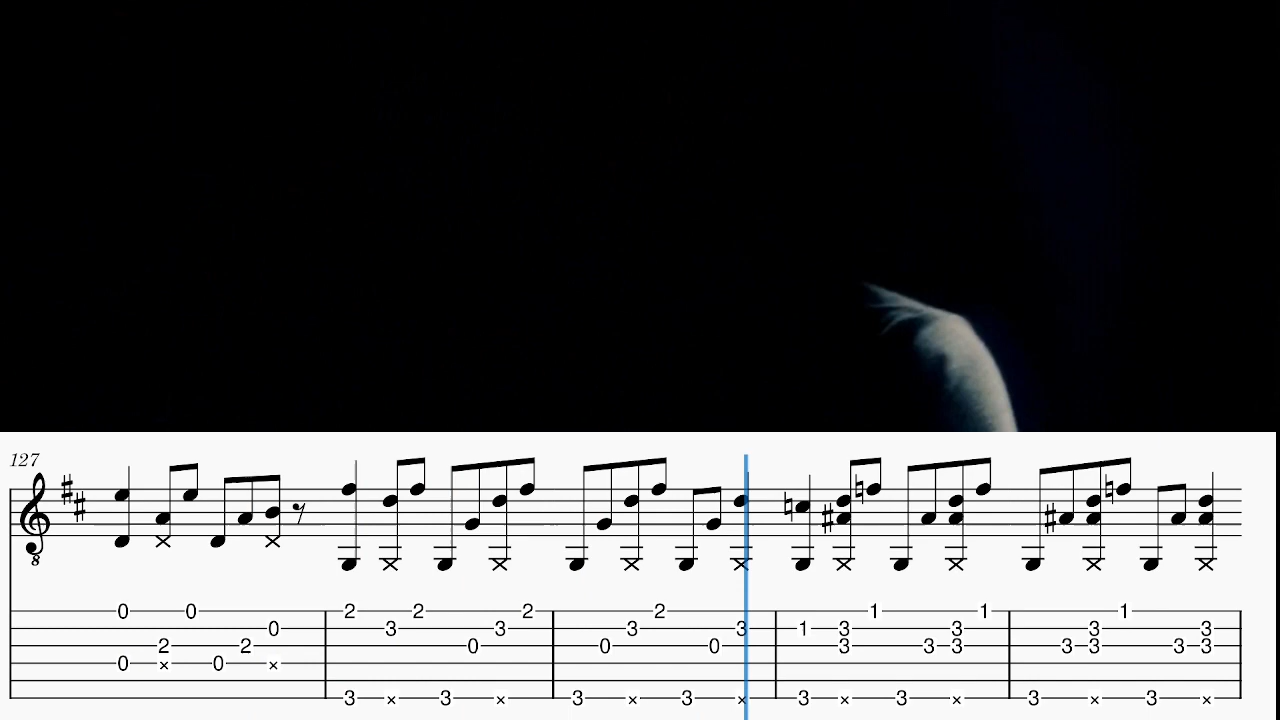 127
8
0 0 2 2 3 2 1 1 1
0 3 3 3 3 1 3 3 3 3
2 2 0 0 0 3 3 3 3 3 3 3
0 × 0 ×
3 × 3 × 3 × 3 × 3 × 3 × 3 × 3 ×